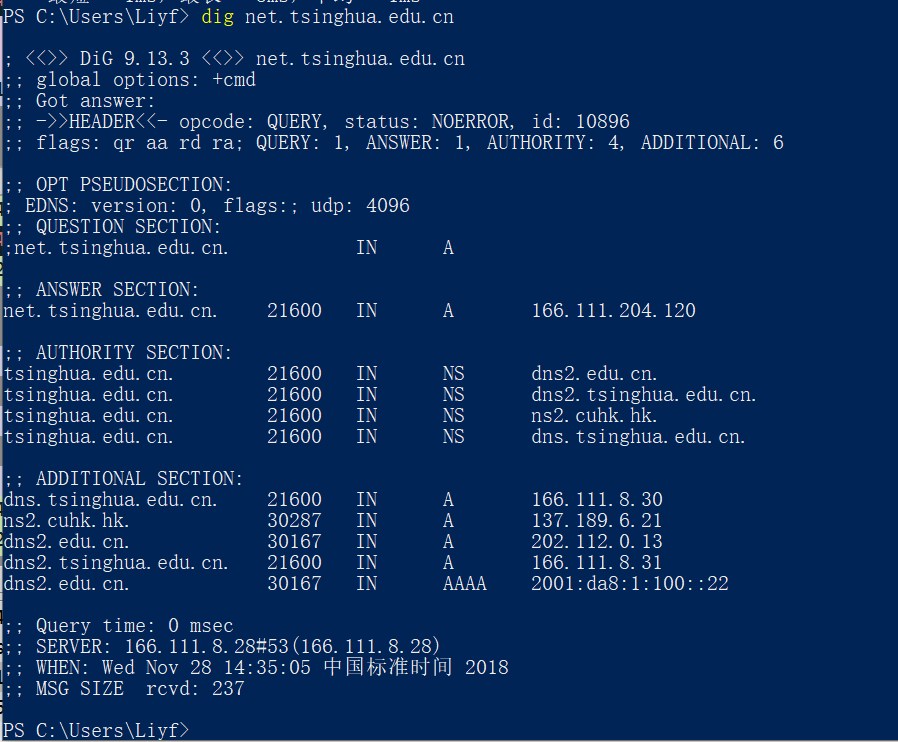 PS C:\Users\Liyf> dig net.tsinghua.edu.cn
; <<>> DiG 9.13.3 <<>> net.tsinghua.edu.cn
;; global options: +cmd
;; Got answer:
;; ->>HEADER<<- opcode: QUERY, status: NOERROR, id: 10896
;; flags: qr aa rd ra; QUERY: 1, ANSWER: 1, AUTHORITY: 4, ADDITIONAL: 6
;; OPT PSEUDOSECTION:
; EDNS: version: 0, flags:; udp: 4096
;; QUESTION SECTION:
;net.tsinghua.edu.cn. IN A
;; ANSWER SECTION:
net.tsinghua.edu.cn. 21600 IN A 166.111.204.120
;; AUTHORITY SECTION:
tsinghua.edu.cn. 21600 IN NS dns2.edu.cn.
tsinghua.edu.cn. 21600 IN NS dns2.tsinghua.edu.cn.
tsinghua.edu.cn. 21600 IN NS ns2.cuhk.hk.
tsinghua.edu.cn. 21600 IN NS dns.tsinghua.edu.cn.
;; ADDITIONAL SECTION:
dns.tsinghua.edu.cn. 21600 IN A 166.111.8.30
ns2.cuhk.hk. 30287 IN A 137.189.6.21
dns2.edu.cn. 30167 IN A 202.112.0.13
dns2.tsinghua.edu.cn. 21600 IN A 166.111.8.31
dns2.edu.cn. 30167 IN AAAA 2001:da8:1:100::22
;; Query time: 0 msec
;; SERVER: 166.111.8.28#53(166.111.8.28)
;; WHEN: Wed Nov 28 14:35:05 中国标准时间 2018
;; MSG SIZE rcvd: 237
PS C:\Users\Liyf>